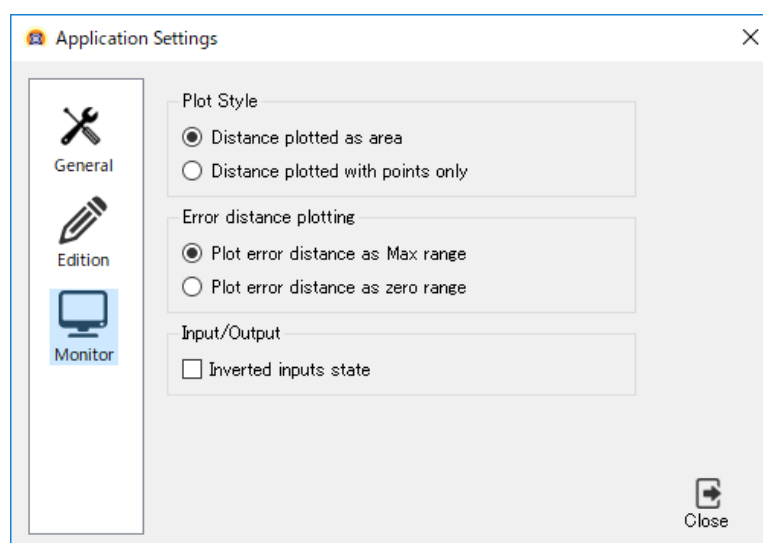 Application Settings
General
Edition
Monitor
Plot Style
Distance plotted as area
Distance plotted with points only
Error distance plotting
Plot error distance as Max range
Plot error distance as zero range
Input/Output
Inverted inputs state
Close